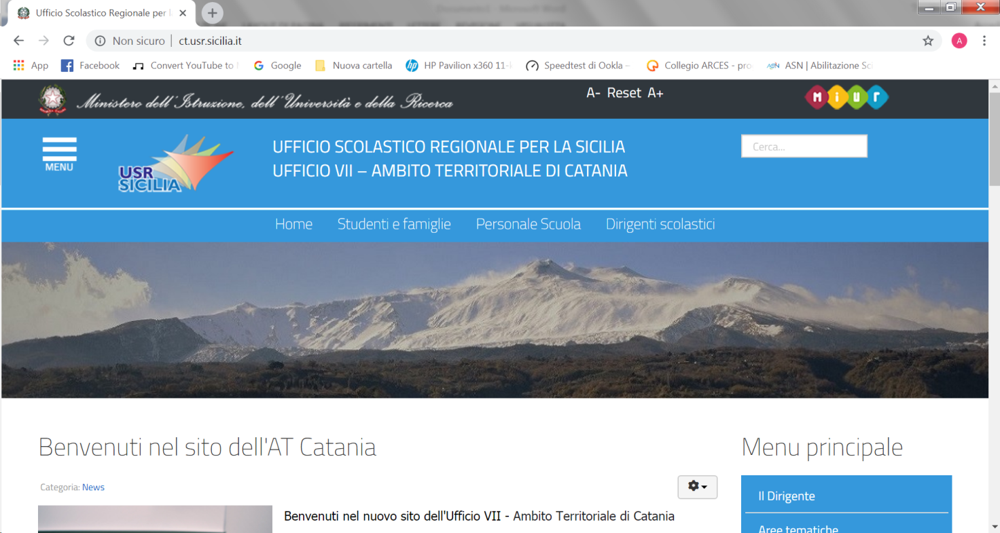 Ufficio Scolastico Regionale per l
Non sicuro | ct.usr.sicilia.it
A
App Facebook Convert YouTube to Google Nuova cartella HP Pavilion x360 11- Speedtest di Ookla – Collegio ARCES - pro ASN | Abilitazione Sci
Ministero dell'Istruzione, dell'Università e della Ricerca
A- Reset A+
miur
MENU
USR
SICILIA
UFFICIO SCOLASTICO REGIONALE PER LA SICILIA
UFFICIO VII – AMBITO TERRITORIALE DI CATANIA
Cerca...
Home Studenti e famiglie Personale Scuola Dirigenti scolastici
Benvenuti nel sito dell'AT Catania
Categoria: News
Benvenuti nel nuovo sito dell'Ufficio VII - Ambito Territoriale di Catania
Menu principale
Il Dirigente
Aree tematiche